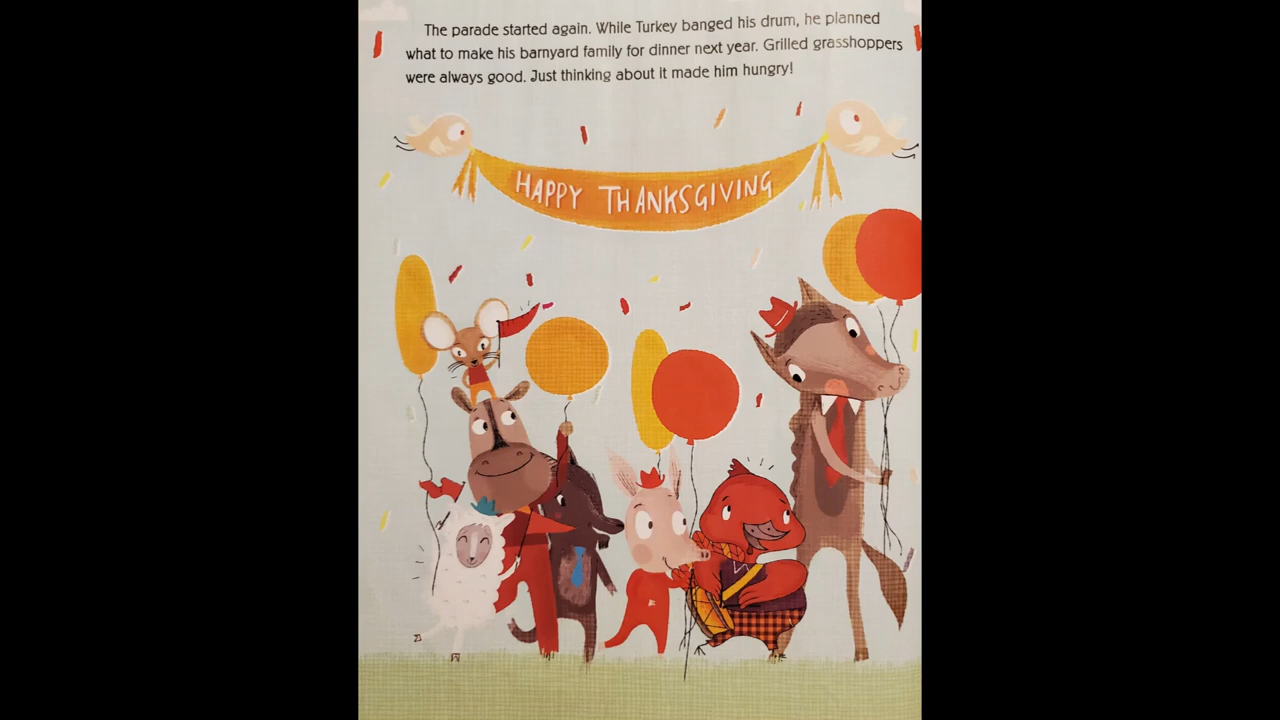 The parade started again. While Turkey banged his drum, he planned
what to make his barnyard family for dinner next year. Grilled grasshoppers
were always good. Just thinking about it made him hungry!
HAPPY THANKSGIVING